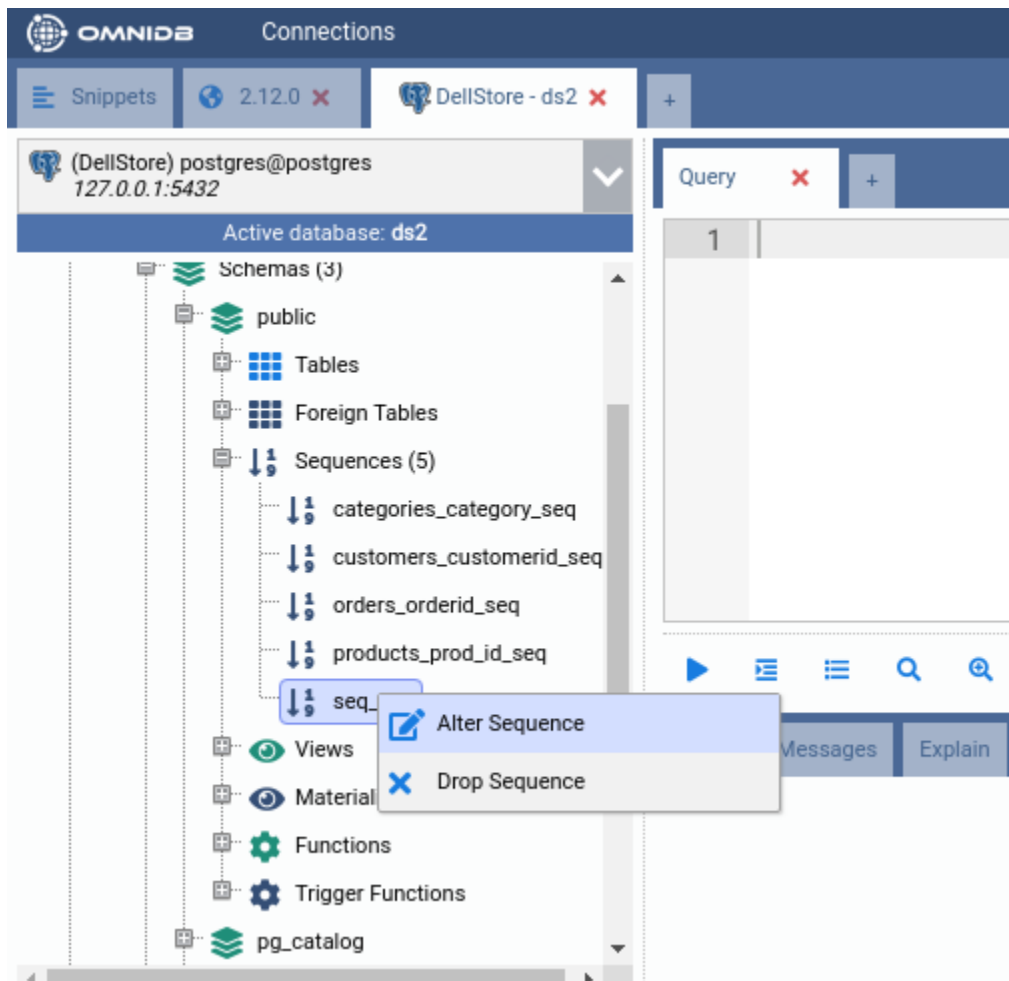 OMNIDB Connections
Snippets 2.12.0 DellStore - ds2 +
(DellStore) postgres@postgres
127.0.0.1:5432
Active database: ds2
Schemas (3)
public
Tables
Foreign Tables
Sequences (5)
categories_category_seq
customers_customerid_seq
orders_orderid_seq
products_prod_id_seq
seq_
Alter Sequence
Drop Sequence
Views
Material
Functions
Trigger Functions
pg_catalog
Query +
1
Messages Explain